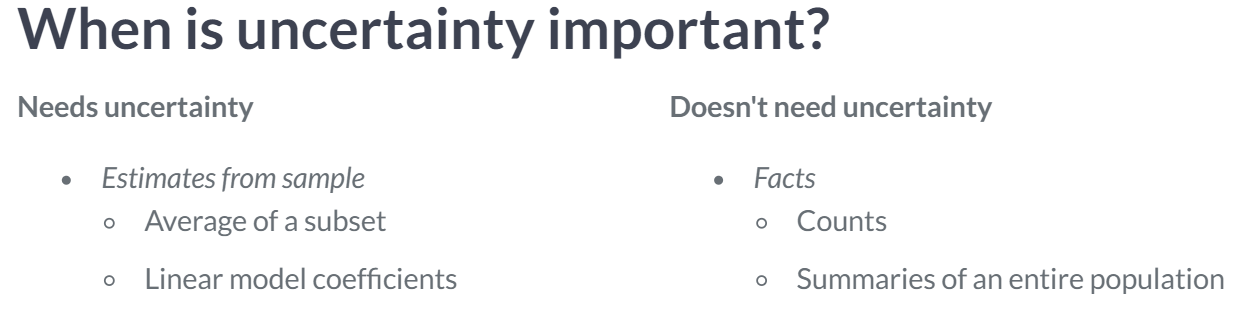 When is uncertainty important?
Needs uncertainty
• Estimates from sample
○ Average of a subset
○ Linear model coefficients
Doesn't need uncertainty
• Facts
○ Counts
○ Summaries of an entire population